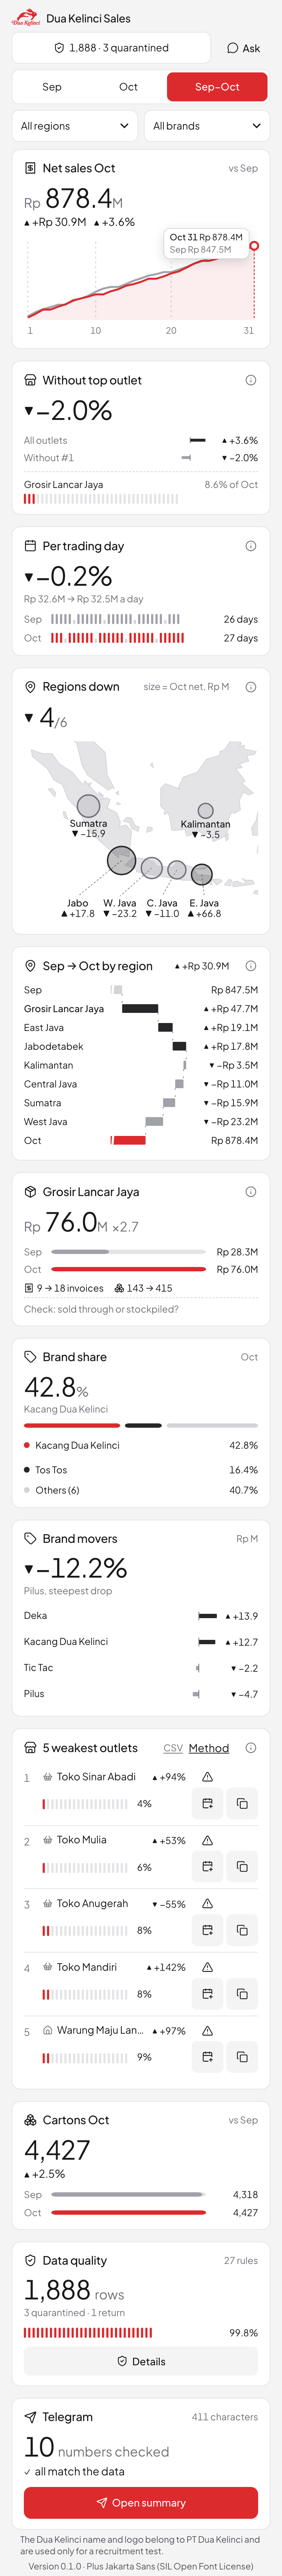 Dua Kelinci
Dua Kelinci Sales
1,888 · 3 quarantined
Ask
Sep Oct Sep–Oct
All regions All brands
Net sales Oct vs Sep
Rp 878.4M
▲+Rp 30.9M ▲+3.6%
Oct 31 Rp 878.4M
Sep Rp 847.5M
1 10 20 31
Without top outlet
▼−2.0%
All outlets ▲+3.6%
Without #1 ▼−2.0%
Grosir Lancar Jaya 8.6% of Oct
Per trading day
▼−0.2%
Rp 32.6M → Rp 32.5M a day
Sep 26 days
Oct 27 days
Regions down size = Oct net, Rp M
▼ 4/6
Sumatra
▼−15.9
Kalimantan
▼−3.5
Jabo W. Java C. Java E. Java
▲+17.8 ▼−23.2 ▼−11.0 ▲+66.8
Sep → Oct by region ▲+Rp 30.9M
Sep Rp 847.5M
Grosir Lancar Jaya ▲+Rp 47.7M
East Java ▲+Rp 19.1M
Jabodetabek ▲+Rp 17.8M
Kalimantan ▼−Rp 3.5M
Central Java ▼−Rp 11.0M
Sumatra ▼−Rp 15.9M
West Java ▼−Rp 23.2M
Oct Rp 878.4M
Grosir Lancar Jaya
Rp 76.0M ×2.7
Sep Rp 28.3M
Oct Rp 76.0M
9 → 18 invoices 143 → 415
Check: sold through or stockpiled?
Brand share Oct
42.8%
Kacang Dua Kelinci
Kacang Dua Kelinci 42.8%
Tos Tos 16.4%
Others (6) 40.7%
Brand movers Rp M
▼−12.2%
Pilus, steepest drop
Deka ▲+13.9
Kacang Dua Kelinci ▲+12.7
Tic Tac ▼−2.2
Pilus ▼−4.7
5 weakest outlets CSV Method
1 Toko Sinar Abadi ▲+94%
4%
2 Toko Mulia ▲+53%
6%
3 Toko Anugerah ▼−55%
8%
4 Toko Mandiri ▲+142%
8%
5 Warung Maju Lan… ▲+97%
9%
Cartons Oct vs Sep
4,427
▲+2.5%
Sep 4,318
Oct 4,427
Data quality 27 rules
1,888 rows
3 quarantined · 1 return
99.8%
Details
Telegram 411 characters
10 numbers checked
✓ all match the data
Open summary
The Dua Kelinci name and logo belong to PT Dua Kelinci and
are used only for a recruitment test.
Version 0.1.0 · Plus Jakarta Sans (SIL Open Font License)